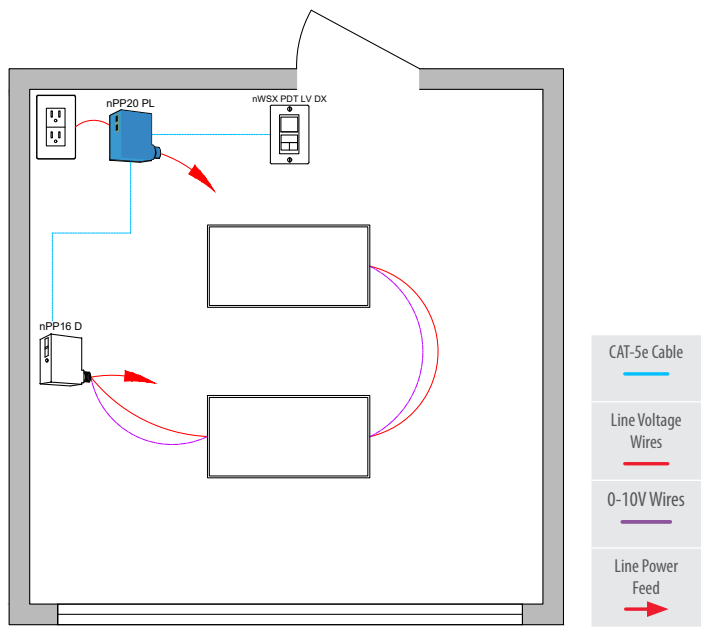 nPP20 PL
nWSX PDT LV DX
nPP16 D
CAT-5e Cable
Line Voltage
Wires
0-10V Wires
Line Power
Feed